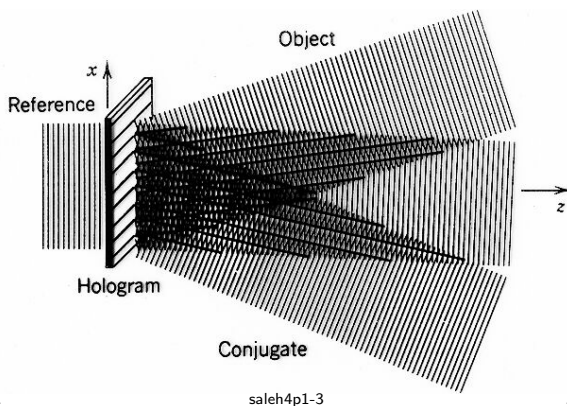 Object
x
Reference
z
Hologram
Conjugate
saleh4p1-3